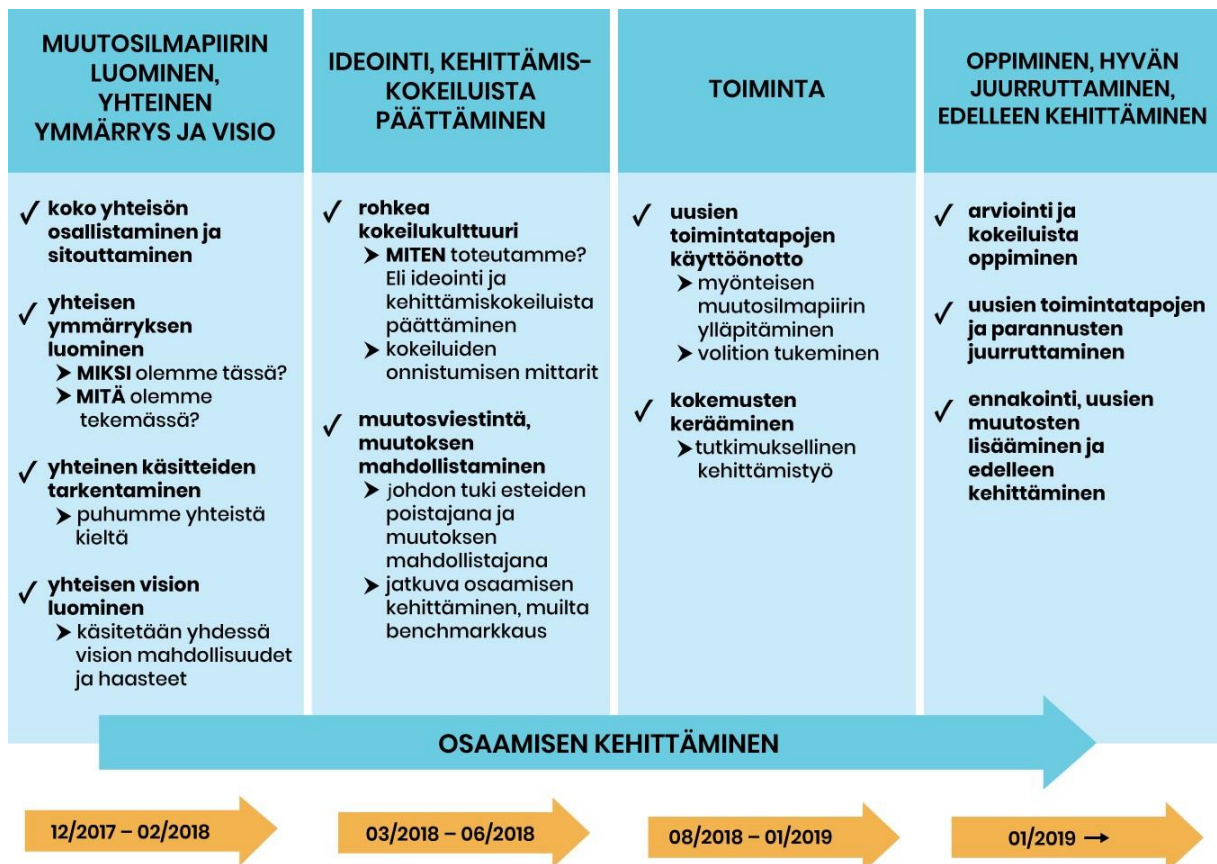 MUUTOSILMAPIIRIN
LUOMINEN,
YHTEINEN
YMMÄRRYS JA VISIO
✓ koko yhteisön
osallistaminen ja
sitouttaminen
✓ yhteisen
ymmärryksen
luominen
➤ MIKSI olemme tässä?
➤ MITÄ olemme
tekemässä?
✓ yhteinen käsitteiden
tarkentaminen
➤ puhumme yhteistä
kieltä
✓ yhteisen vision
luominen
➤ käsitetään yhdessä
vision mahdollisuudet
ja haasteet
IDEOINTI, KEHITTÄMIS-
KOKEILUISTA
PÄÄTTÄMINEN
✓ rohkea
kokeilukulttuuri
➤ MITEN toteutamme?
Eli ideointi ja
kehittämiskokeiluista
päättäminen
➤ kokeiluiden
onnistumisen mittarit
✓ muutosviestintä,
muutoksen
mahdollistaminen
➤ johdon tuki esteiden
poistajana ja
muutoksen
mahdollistajana
➤ jatkuva osaamisen
kehittäminen, muilta
benchmarkkaus
TOIMINTA
✓ uusien
toimintatapojen
käyttöönotto
➤ myönteisen
muutosilmapiirin
ylläpitäminen
➤ volition tukeminen
✓ kokemusten
kerääminen
➤ tutkimuksellinen
kehittämistyö
OPPIMINEN, HYVÄN
JUURRUTTAMINEN,
EDELLEEN KEHITTÄMINEN
✓ arviointi ja
kokeiluista
oppiminen
✓ uusien toimintatapojen
ja parannusten
juurruttaminen
✓ ennakointi, uusien
muutosten
lisääminen ja
edelleen
kehittäminen
OSAAMISEN KEHITTÄMINEN
12/2017 – 02/2018
03/2018 – 06/2018
08/2018 – 01/2019
01/2019 →